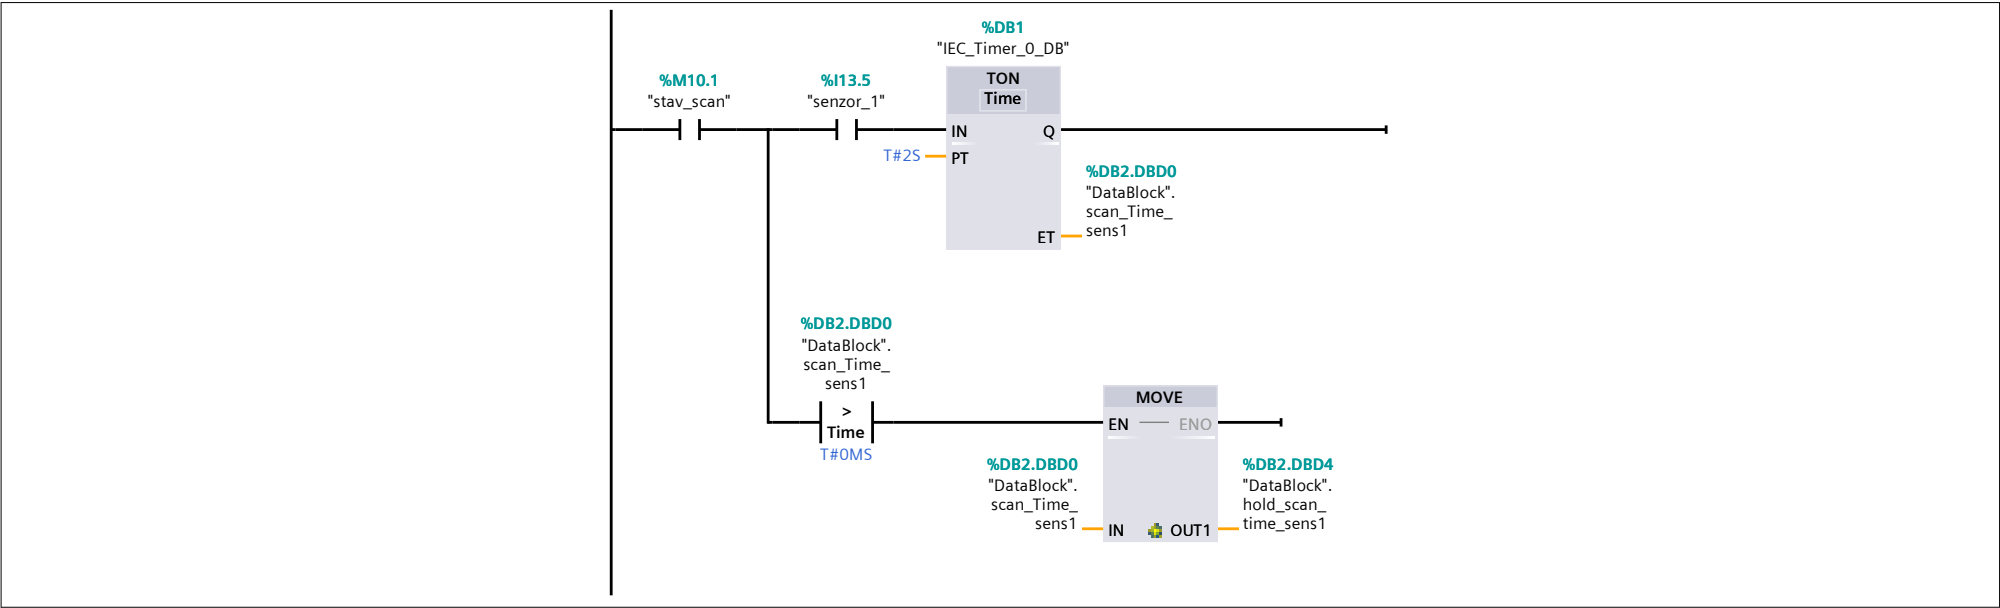 %DB1
"IEC_Timer_0_DB"
%M10.1
"stav_scan"
%I13.5
"senzor_1"
TON
Time
IN
Q
T#2S
PT
%DB2.DBD0
"DataBlock".
scan_Time_
sens1
ET
%DB2.DBD0
"DataBlock".
scan_Time_
sens1
>
Time
T#0MS
MOVE
EN
ENO
%DB2.DBD0
"DataBlock".
scan_Time_
sens1
IN
OUT1
%DB2.DBD4
"DataBlock".
hold_scan_
time_sens1